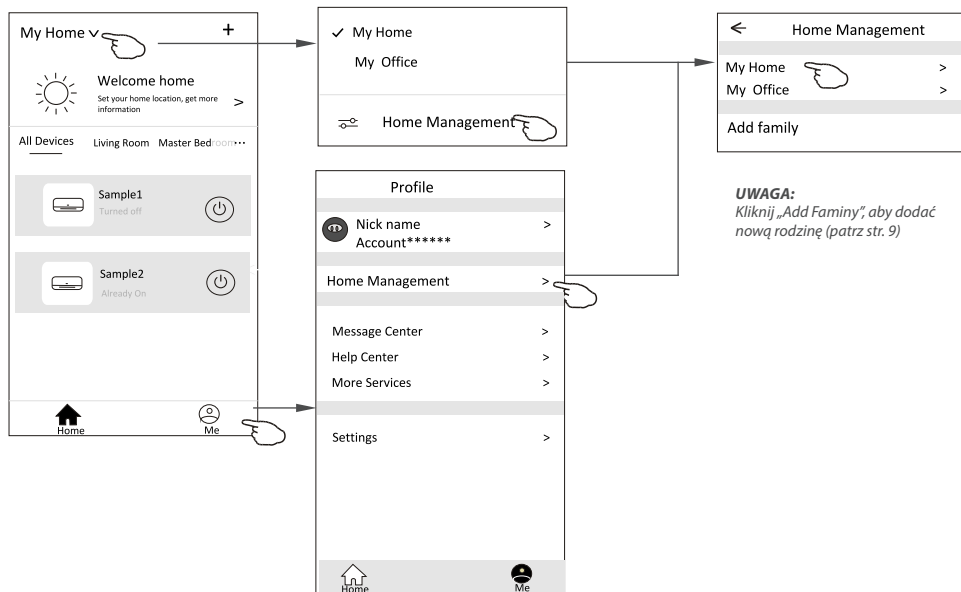 My Home
+
Welcome home
Set your home location, get more
information
>
All Devices Living Room Master Bedroom...
Sample1
Turned off
Sample2
Already On
Home
Me
✓ My Home
My Office
Home Management
Profile
Nick name >
Account******
Home Management >
Message Center >
Help Center >
More Services >
Settings >
Home
Me
Home Management
My Home >
My Office >
Add family
UWAGA:
Kliknij „Add Faminy”, aby dodać
nową rodzinę (patrz str. 9)